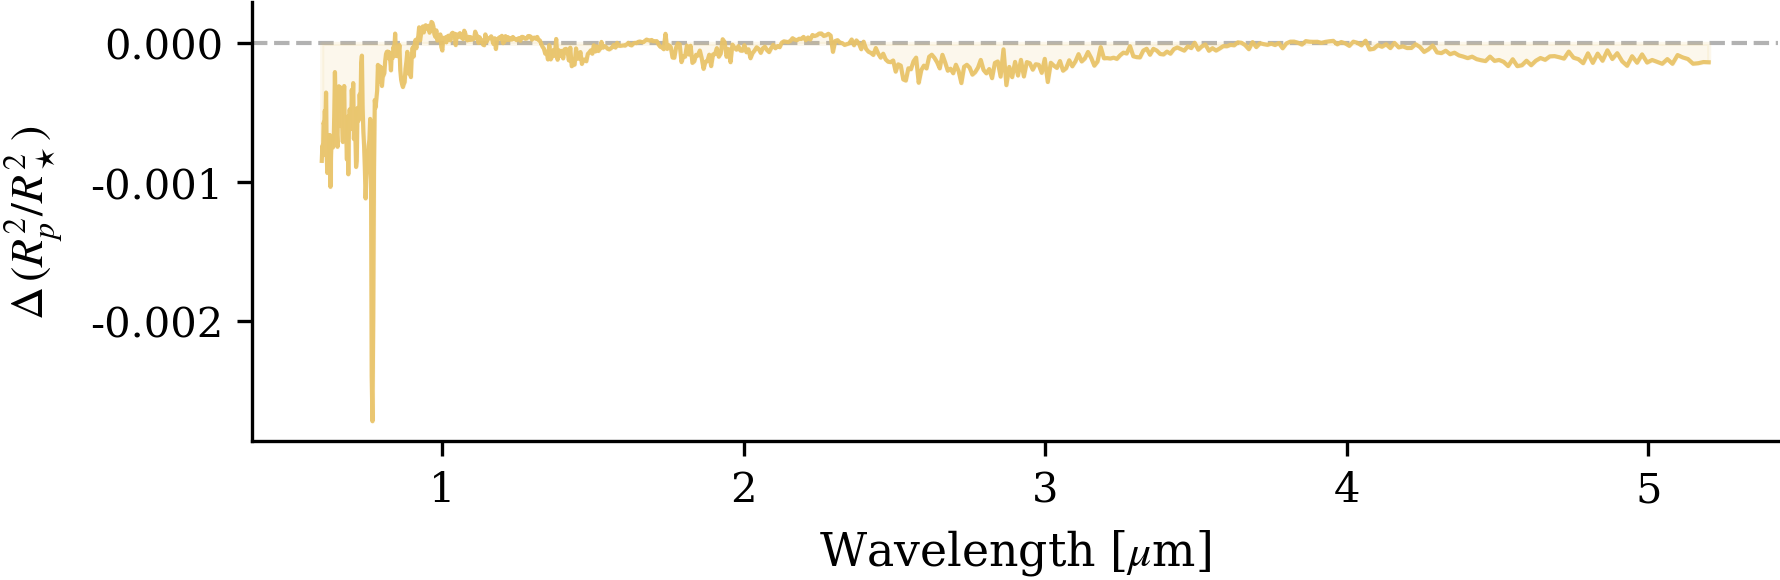 Δ (R_p^2/R_⋆^2)
0.000
-0.001
-0.002
1 2 3 4 5
Wavelength [μm]